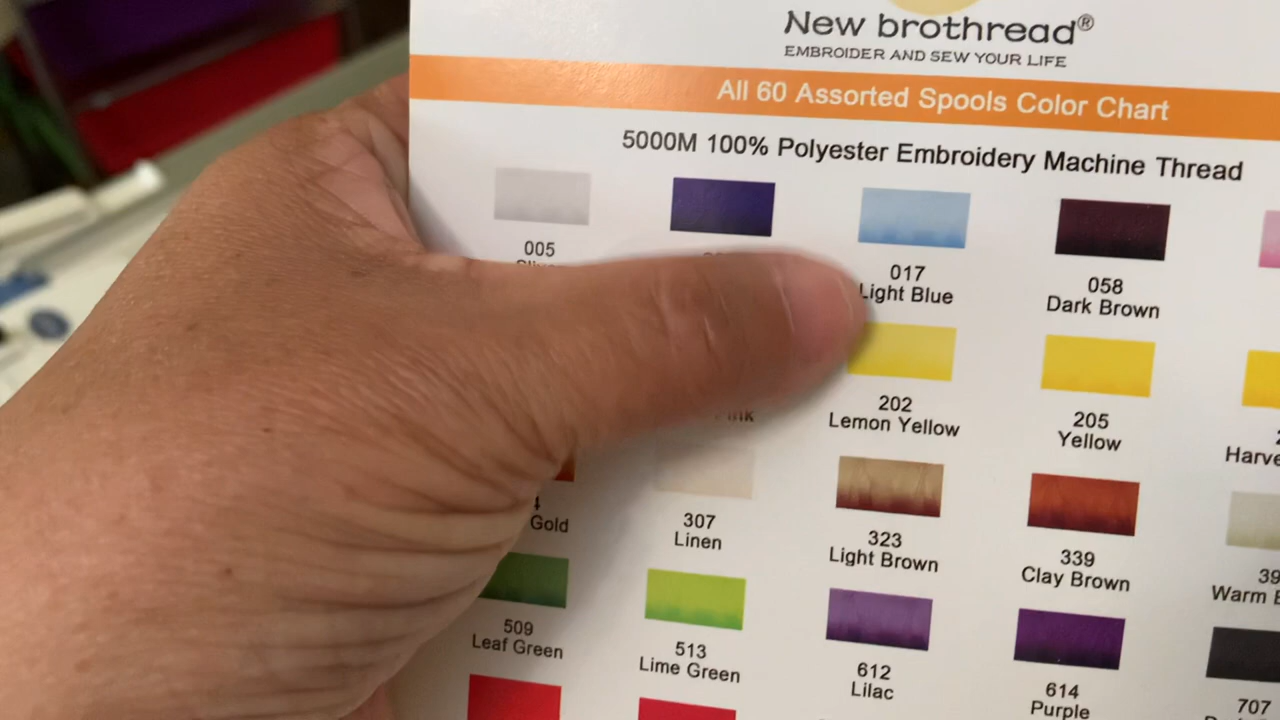 New brothread®
EMBROIDER AND SEW YOUR LIFE
All 60 Assorted Spools Color Chart
5000M 100% Polyester Embroidery Machine Thread
005
017
Light Blue
058
Dark Brown
202
Lemon Yellow
205
Yellow
Gold
307
Linen
323
Light Brown
339
Clay Brown
Warm
509
Leaf Green
513
Lime Green
612
Lilac
614
Purple
707